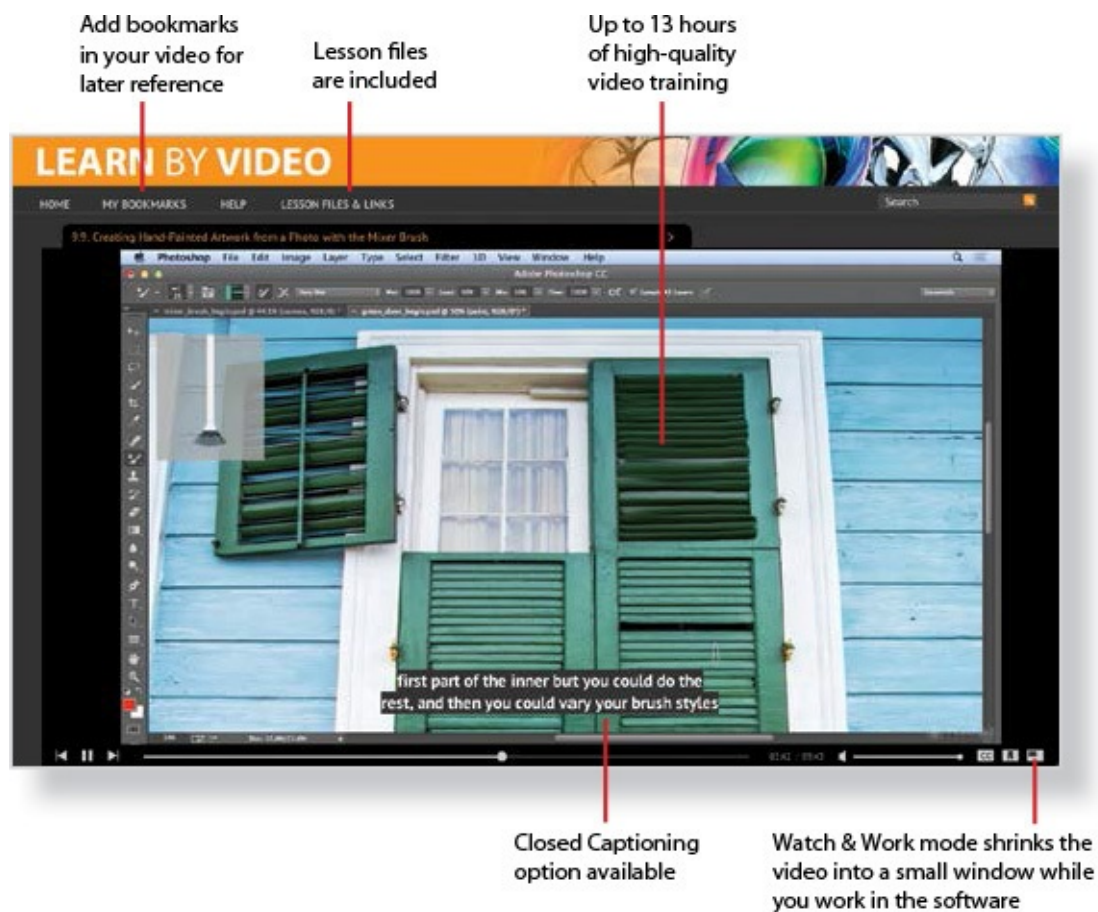 Add bookmarks
in your video for
later reference
Lesson files
are included
Up to 13 hours
of high-quality
video training
LEARN BY VIDEO
HOME MY BOOKMARKS HELP LESSON FILES & LINKS Search
9.9. Creating Hand-Painted Artwork from a Photo with the Mixer Brush >
Photoshop File Edit Image Layer Type Select Filter 3D View Window Help
Adobe Photoshop CC
first part of the inner but you could do the
rest, and then you could vary your brush styles
CC
Closed Captioning
option available
Watch & Work mode shrinks the
video into a small window while
you work in the software